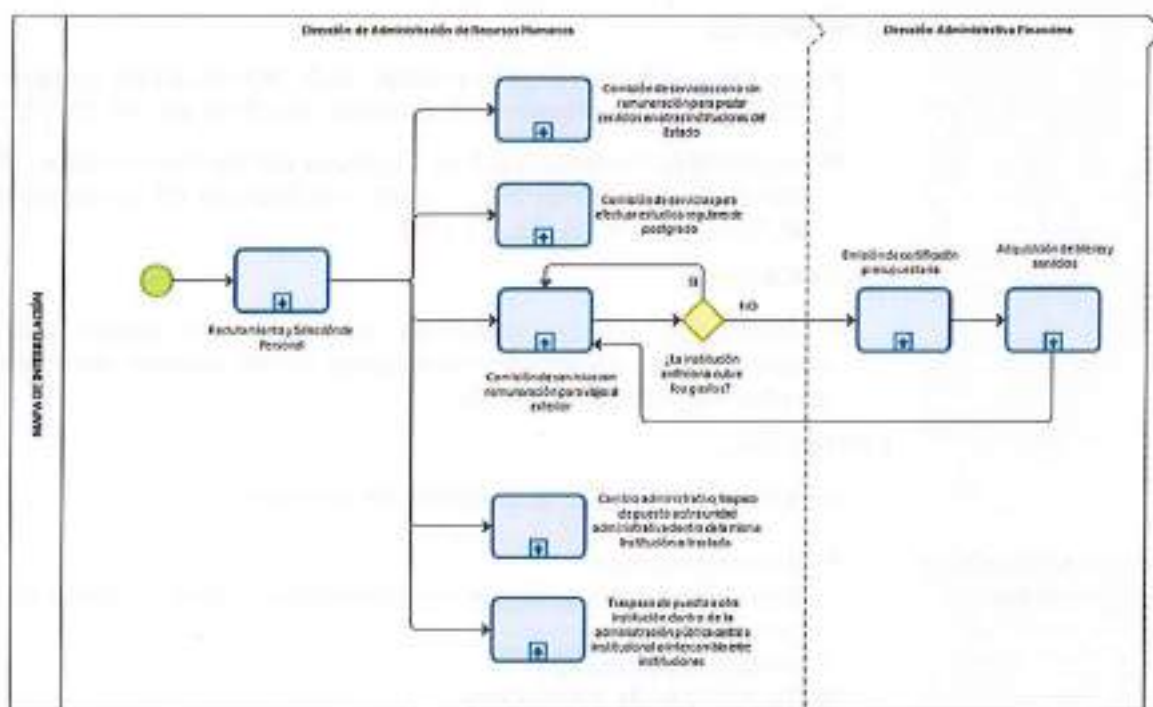 Dirección de Administración de Recursos Humanos
Dirección Administrativa Financiera
MAPA DE INTERRELACIÓN
Comisión de servicios con o sin
remuneración para prestar
servicios en otras instituciones del
Estado
Comisión de servicios para
efectuar estudios regulares de
postgrado
Reclutamiento y Selección de
Personal
Comisión de servicios con
remuneración para viajes al
exterior
SI
NO
¿La institución
anfitriona cubre
los gastos?
Emisión de certificación
presupuestaria
Adquisición de bienes y
servicios
Cambio administrativo, traspaso
de puesto a otra unidad
administrativa dentro de la misma
institución o traslado
Traspaso de puesto a otra
institución dentro de la
administración pública central e
institucional o intercambio entre
instituciones